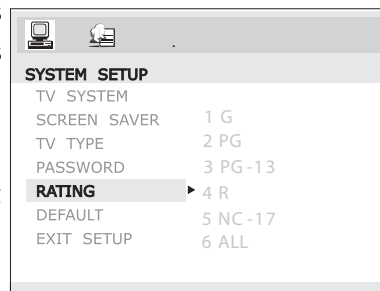 SYSTEM SETUP
TV SYSTEM
SCREEN SAVER
TV TYPE
PASSWORD
RATING
DEFAULT
EXIT SETUP
1 G
2 PG
3 PG-13
4 R
5 NC-17
6 ALL